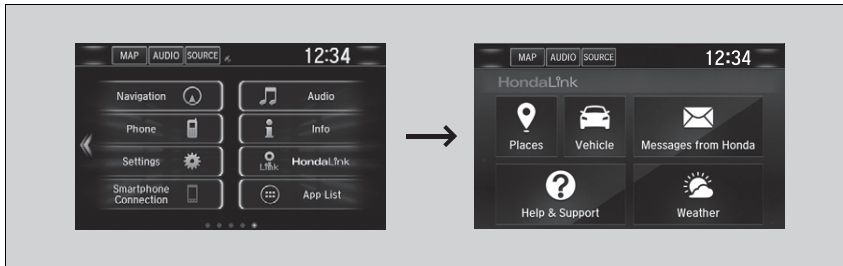 MAP AUDIO SOURCE 12:34
Navigation
Audio
Phone
Info
Settings
Link HondaLink
Smartphone
Connection
App List
MAP AUDIO SOURCE 12:34
HondaLink
Places
Vehicle
Messages from Honda
Help & Support
Weather